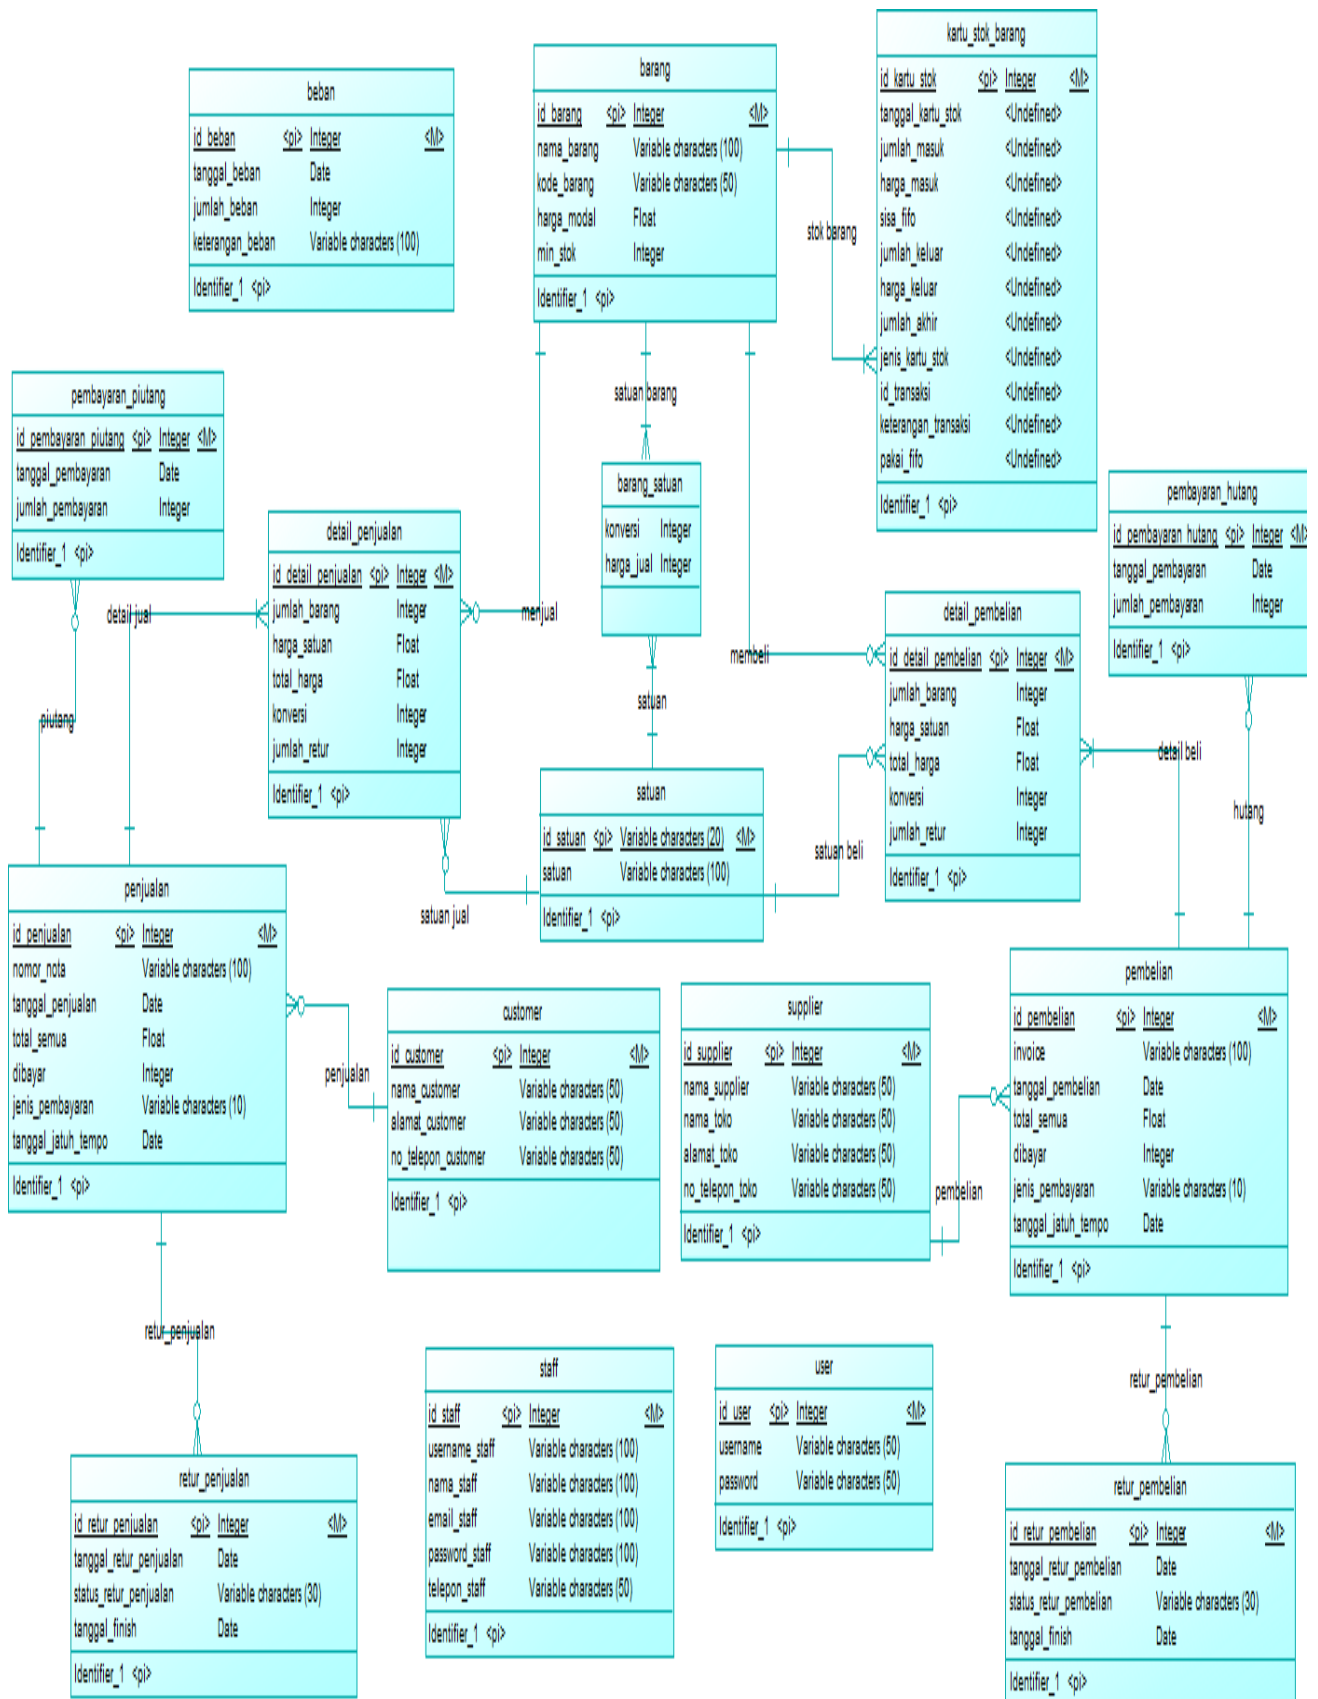 kartu_stok_barang
id_kartu_stok <pi> Integer <M>
tanggal_kartu_stok <Undefined>
jumlah_masuk <Undefined>
harga_masuk <Undefined>
sisa_fifo <Undefined>
jumlah_keluar <Undefined>
harga_keluar <Undefined>
jumlah_akhir <Undefined>
jenis_kartu_stok <Undefined>
id_transaksi <Undefined>
keterangan_transaksi <Undefined>
pakai_fifo <Undefined>
Identifier_1 <pi>
barang
id_barang <pi> Integer <M>
nama_barang Variable characters (100)
kode_barang Variable characters (50)
harga_modal Float
min_stok Integer
Identifier_1 <pi>
beban
id_beban <pi> Integer <M>
tanggal_beban Date
jumlah_beban Integer
keterangan_beban Variable characters (100)
Identifier_1 <pi>
stok barang
satuan barang
pembayaran_piutang
id_pembayaran_piutang <pi> Integer <M>
tanggal_pembayaran Date
jumlah_pembayaran Integer
Identifier_1 <pi>
detail_penjualan
id_detail_penjualan <pi> Integer <M>
jumlah_barang Integer
harga_satuan Float
total_harga Float
konversi Integer
jumlah_retur Integer
Identifier_1 <pi>
barang_satuan
konversi Integer
harga_jual Integer
pembayaran_hutang
id_pembayaran_hutang <pi> Integer <M>
tanggal_pembayaran Date
jumlah_pembayaran Integer
Identifier_1 <pi>
detail_pembelian
id_detail_pembelian <pi> Integer <M>
jumlah_barang Integer
harga_satuan Float
total_harga Float
konversi Integer
jumlah_retur Integer
Identifier_1 <pi>
detail jual
menjual
membeli
piutang
satuan
detail beli
hutang
satuan beli
satuan jual
satuan
id_satuan <pi> Variable characters (20) <M>
satuan Variable characters (100)
Identifier_1 <pi>
penjualan
id_penjualan <pi> Integer <M>
nomor_nota Variable characters (100)
tanggal_penjualan Date
total_semua Float
dibayar Integer
jenis_pembayaran Variable characters (10)
tanggal_jatuh_tempo Date
Identifier_1 <pi>
penjualan
customer
id_customer <pi> Integer <M>
nama_customer Variable characters (50)
alamat_customer Variable characters (50)
no_telepon_customer Variable characters (50)
Identifier_1 <pi>
supplier
id_supplier <pi> Integer <M>
nama_supplier Variable characters (50)
nama_toko Variable characters (50)
alamat_toko Variable characters (50)
no_telepon_toko Variable characters (50)
Identifier_1 <pi>
pembelian
pembelian
id_pembelian <pi> Integer <M>
invoice Variable characters (100)
tanggal_pembelian Date
total_semua Float
dibayar Integer
jenis_pembayaran Variable characters (10)
tanggal_jatuh_tempo Date
Identifier_1 <pi>
retur_penjualan
retur_pembelian
staff
id_staff <pi> Integer <M>
username_staff Variable characters (100)
nama_staff Variable characters (100)
email_staff Variable characters (100)
password_staff Variable characters (100)
telepon_staff Variable characters (50)
Identifier_1 <pi>
user
id_user <pi> Integer <M>
username Variable characters (50)
password Variable characters (50)
Identifier_1 <pi>
retur_penjualan
id_retur_penjualan <pi> Integer <M>
tanggal_retur_penjualan Date
status_retur_penjualan Variable characters (30)
tanggal_finish Date
Identifier_1 <pi>
retur_pembelian
id_retur_pembelian <pi> Integer <M>
tanggal_retur_pembelian Date
status_retur_pembelian Variable characters (30)
tanggal_finish Date
Identifier_1 <pi>